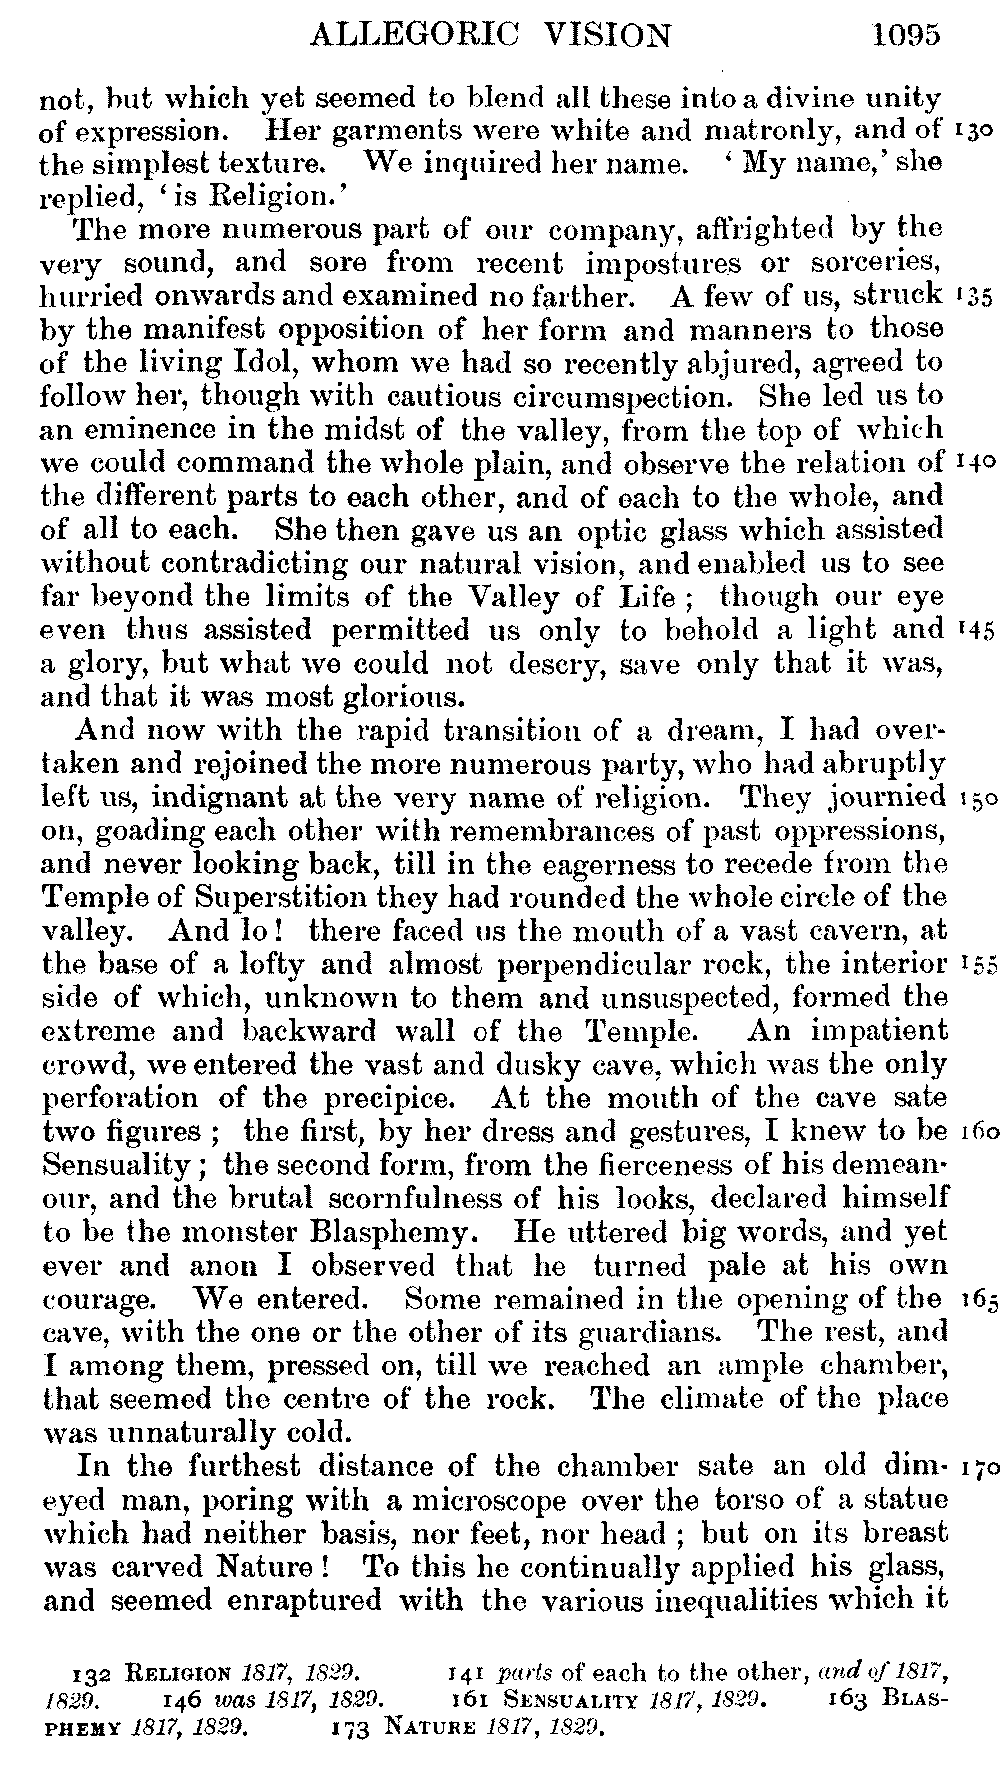 ALLEGORIC VISION 1095
not, but which yet seemed to blend all these into a divine unity
of expression. Her garments were white and matronly, and of 130
the simplest texture. We inquired her name. ‘ My name,’ she
replied, ‘ is Religion.’
The more numerous part of our company, affrighted by the
very sound, and sore from recent impostures or sorceries,
hurried onwards and examined no farther. A few of us, struck 135
by the manifest opposition of her form and manners to those
of the living Idol, whom we had so recently abjured, agreed to
follow her, though with cautious circumspection. She led us to
an eminence in the midst of the valley, from the top of which
we could command the whole plain, and observe the relation of 140
the different parts to each other, and of each to the whole, and
of all to each. She then gave us an optic glass which assisted
without contradicting our natural vision, and enabled us to see
far beyond the limits of the Valley of Life ; though our eye
even thus assisted permitted us only to behold a light and 145
a glory, but what we could not descry, save only that it was,
and that it was most glorious.
And now with the rapid transition of a dream, I had over-
taken and rejoined the more numerous party, who had abruptly
left us, indignant at the very name of religion. They journied 150
on, goading each other with remembrances of past oppressions,
and never looking back, till in the eagerness to recede from the
Temple of Superstition they had rounded the whole circle of the
valley. And lo ! there faced us the mouth of a vast cavern, at
the base of a lofty and almost perpendicular rock, the interior 155
side of which, unknown to them and unsuspected, formed the
extreme and backward wall of the Temple. An impatient
crowd, we entered the vast and dusky cave, which was the only
perforation of the precipice. At the mouth of the cave sate
two figures ; the first, by her dress and gestures, I knew to be 160
Sensuality ; the second form, from the fierceness of his demean-
our, and the brutal scornfulness of his looks, declared himself
to be the monster Blasphemy. He uttered big words, and yet
ever and anon I observed that he turned pale at his own
courage. We entered. Some remained in the opening of the 165
cave, with the one or the other of its guardians. The rest, and
I among them, pressed on, till we reached an ample chamber,
that seemed the centre of the rock. The climate of the place
was unnaturally cold.
In the furthest distance of the chamber sate an old dim- 170
eyed man, poring with a microscope over the torso of a statue
which had neither basis, nor feet, nor head ; but on its breast
was carved Nature ! To this he continually applied his glass,
and seemed enraptured with the various inequalities which it
132 RELIGION 1817, 1829. 141 parts of each to the other, and of 1817,
1829. 146 was 1817, 1829. 161 SENSUALITY 1817, 1829. 163 BLAS-
PHEMY 1817, 1829. 173 NATURE 1817, 1829.